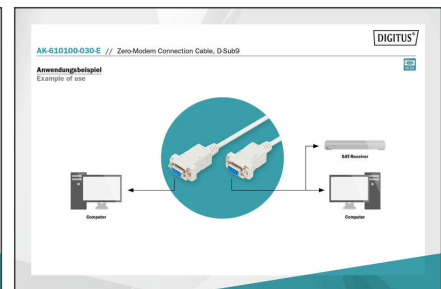 DIGITUS®
AK-610100-030-E // Zero-Modem Connection Cable, D-Sub9
Anwendungsbeispiel
Example of use
SAT-Receiver
Computer
Computer